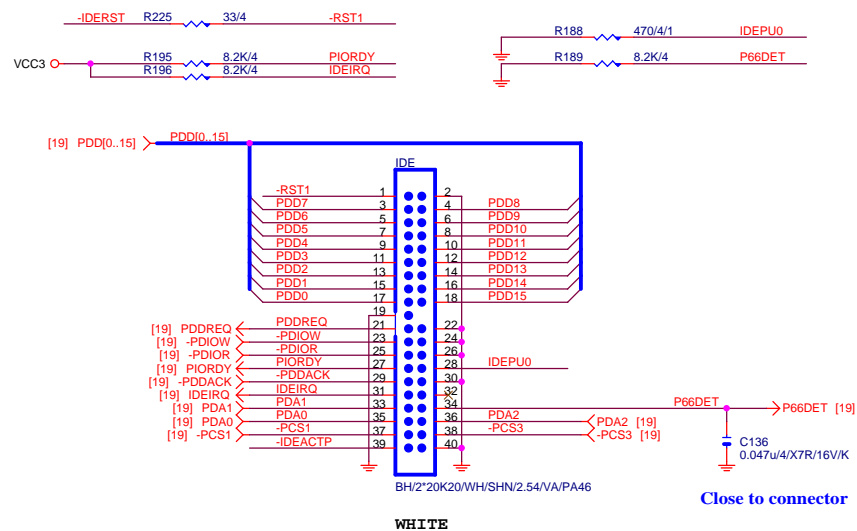 -IDERST R225 33/4 -RST1
R188 470/4/1 IDEPU0
VCC3 R195 8.2K/4 PIORDY
R196 8.2K/4 IDEIRQ
R189 8.2K/4 P66DET
[19] PDD[0..15] PDD[0..15]
IDE
-RST1 1 2
PDD7 3 4 PDD8
PDD6 5 6 PDD9
PDD5 7 8 PDD10
PDD4 9 10 PDD11
PDD3 11 12 PDD12
PDD2 13 14 PDD13
PDD1 15 16 PDD14
PDD0 17 18 PDD15
19
[19] PDDREQ PDDREQ 21 22
[19] -PDIOW -PDIOW 23 24
[19] -PDIOR -PDIOR 25 26
[19] PIORDY PIORDY 27 28 IDEPU0
[19] -PDDACK -PDDACK 29 30
[19] IDEIRQ IDEIRQ 31 32
[19] PDA1 PDA1 33 34 P66DET P66DET [19]
[19] PDA0 PDA0 35 36 PDA2 PDA2 [19]
[19] -PCS1 -PCS1 37 38 -PCS3 -PCS3 [19]
-IDEACTP 39 40
C136
0.047u/4/X7R/16V/K
BH/2*20K20/WH/SHN/2.54/VA/PA46
Close to connector
WHITE